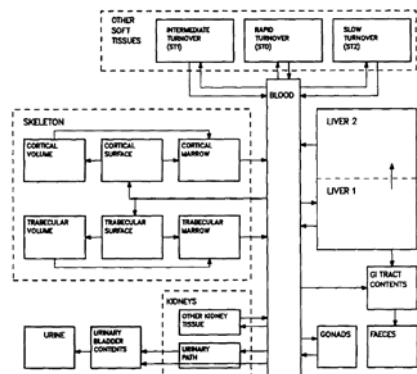 OTHER
SOFT
TISSUES
INTERMEDIATE
TURNOVER
(ST1)
RAPID
TURNOVER
(ST0)
SLOW
TURNOVER
(ST2)
BLOOD
SKELETON
CORTICAL
VOLUME
CORTICAL
SURFACE
CORTICAL
MARROW
TRABECULAR
VOLUME
TRABECULAR
SURFACE
TRABECULAR
MARROW
LIVER 2
LIVER 1
GI TRACT
CONTENTS
KIDNEYS
OTHER KIDNEY
TISSUE
URINARY
PATH
URINE
URINARY
BLADDER
CONTENTS
GONADS
FAECES